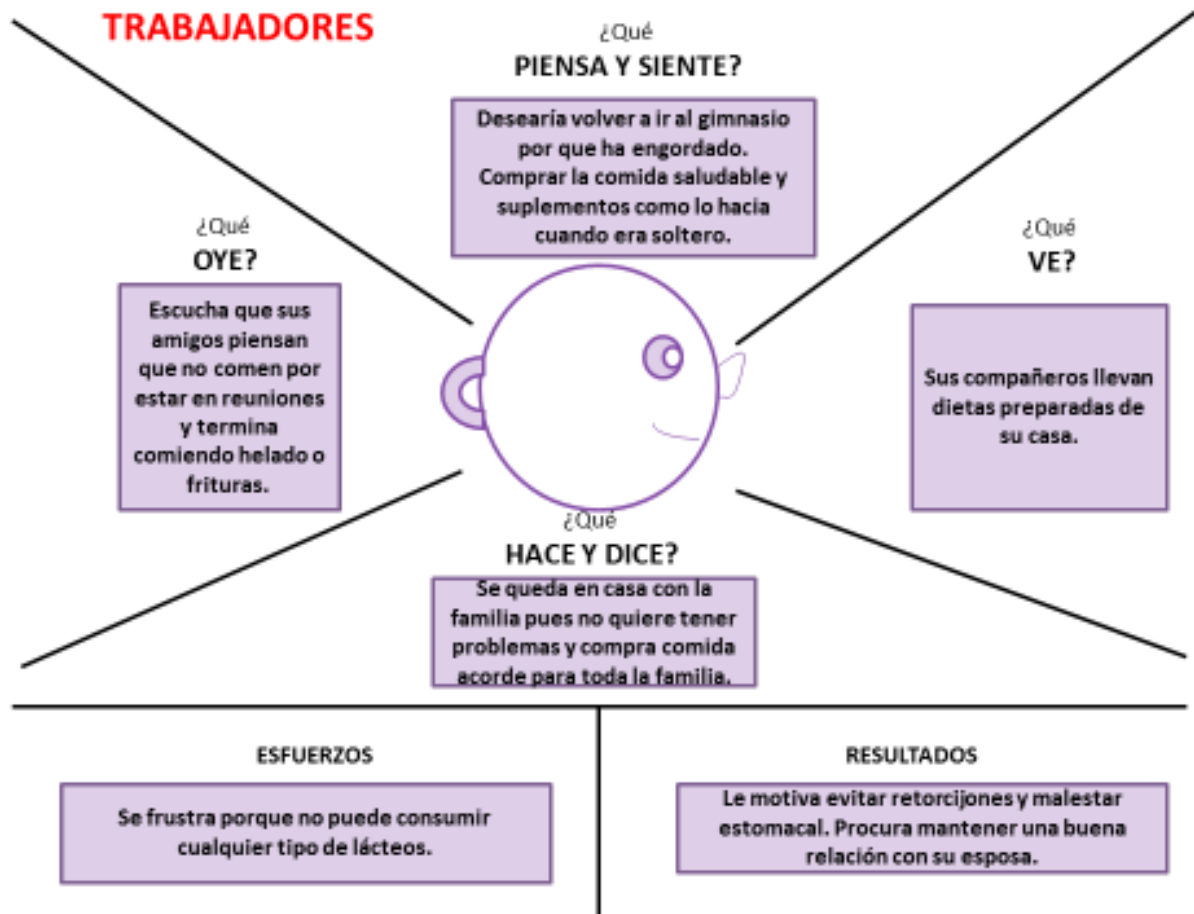 TRABAJADORES
¿Qué
PIENSA Y SIENTE?
Desearía volver a ir al gimnasio
por que ha engordado.
Comprar la comida saludable y
suplementos como lo hacia
cuando era soltero.
¿Qué
OYE?
Escucha que sus
amigos piensan
que no comen por
estar en reuniones
y termina
comiendo helado o
frituras.
¿Qué
VE?
Sus compañeros llevan
dietas preparadas de
su casa.
¿Qué
HACE Y DICE?
Se queda en casa con la
familia pues no quiere tener
problemas y compra comida
acorde para toda la familia.
ESFUERZOS
Se frustra porque no puede consumir
cualquier tipo de lácteos.
RESULTADOS
Le motiva evitar retorcijones y malestar
estomacal. Procura mantener una buena
relación con su esposa.